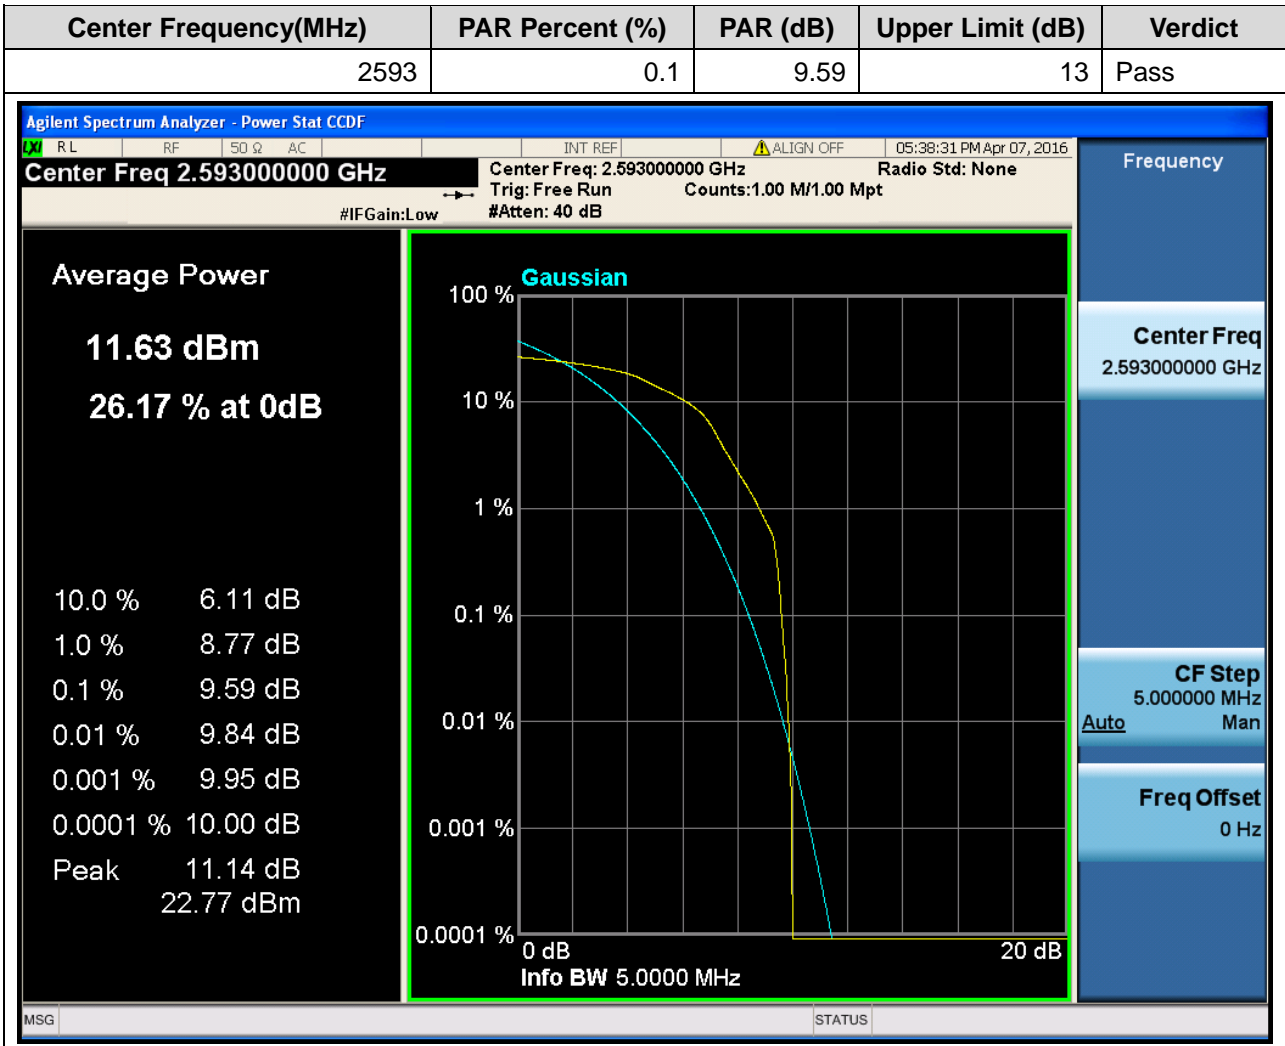 Center Frequency(MHz) PAR Percent (%) PAR (dB) Upper Limit (dB) Verdict
2593 0.1 9.59 13 Pass
Agilent Spectrum Analyzer - Power Stat CCDF
LXI RL RF 50 Ω AC INT REF ALIGN OFF 05:38:31 PM Apr 07, 2016
Center Freq 2.593000000 GHz
Center Freq: 2.593000000 GHz Radio Std: None
Trig: Free Run Counts:1.00 M/1.00 Mpt
#IFGain:Low #Atten: 40 dB
Average Power
11.63 dBm
26.17 % at 0dB
10.0 % 6.11 dB
1.0 % 8.77 dB
0.1 % 9.59 dB
0.01 % 9.84 dB
0.001 % 9.95 dB
0.0001 % 10.00 dB
Peak 11.14 dB
22.77 dBm
Gaussian
100 %
10 %
1 %
0.1 %
0.01 %
0.001 %
0.0001 %
0 dB 20 dB
Info BW 5.0000 MHz
Frequency
Center Freq
2.593000000 GHz
CF Step
5.000000 MHz
Auto Man
Freq Offset
0 Hz
MSG STATUS